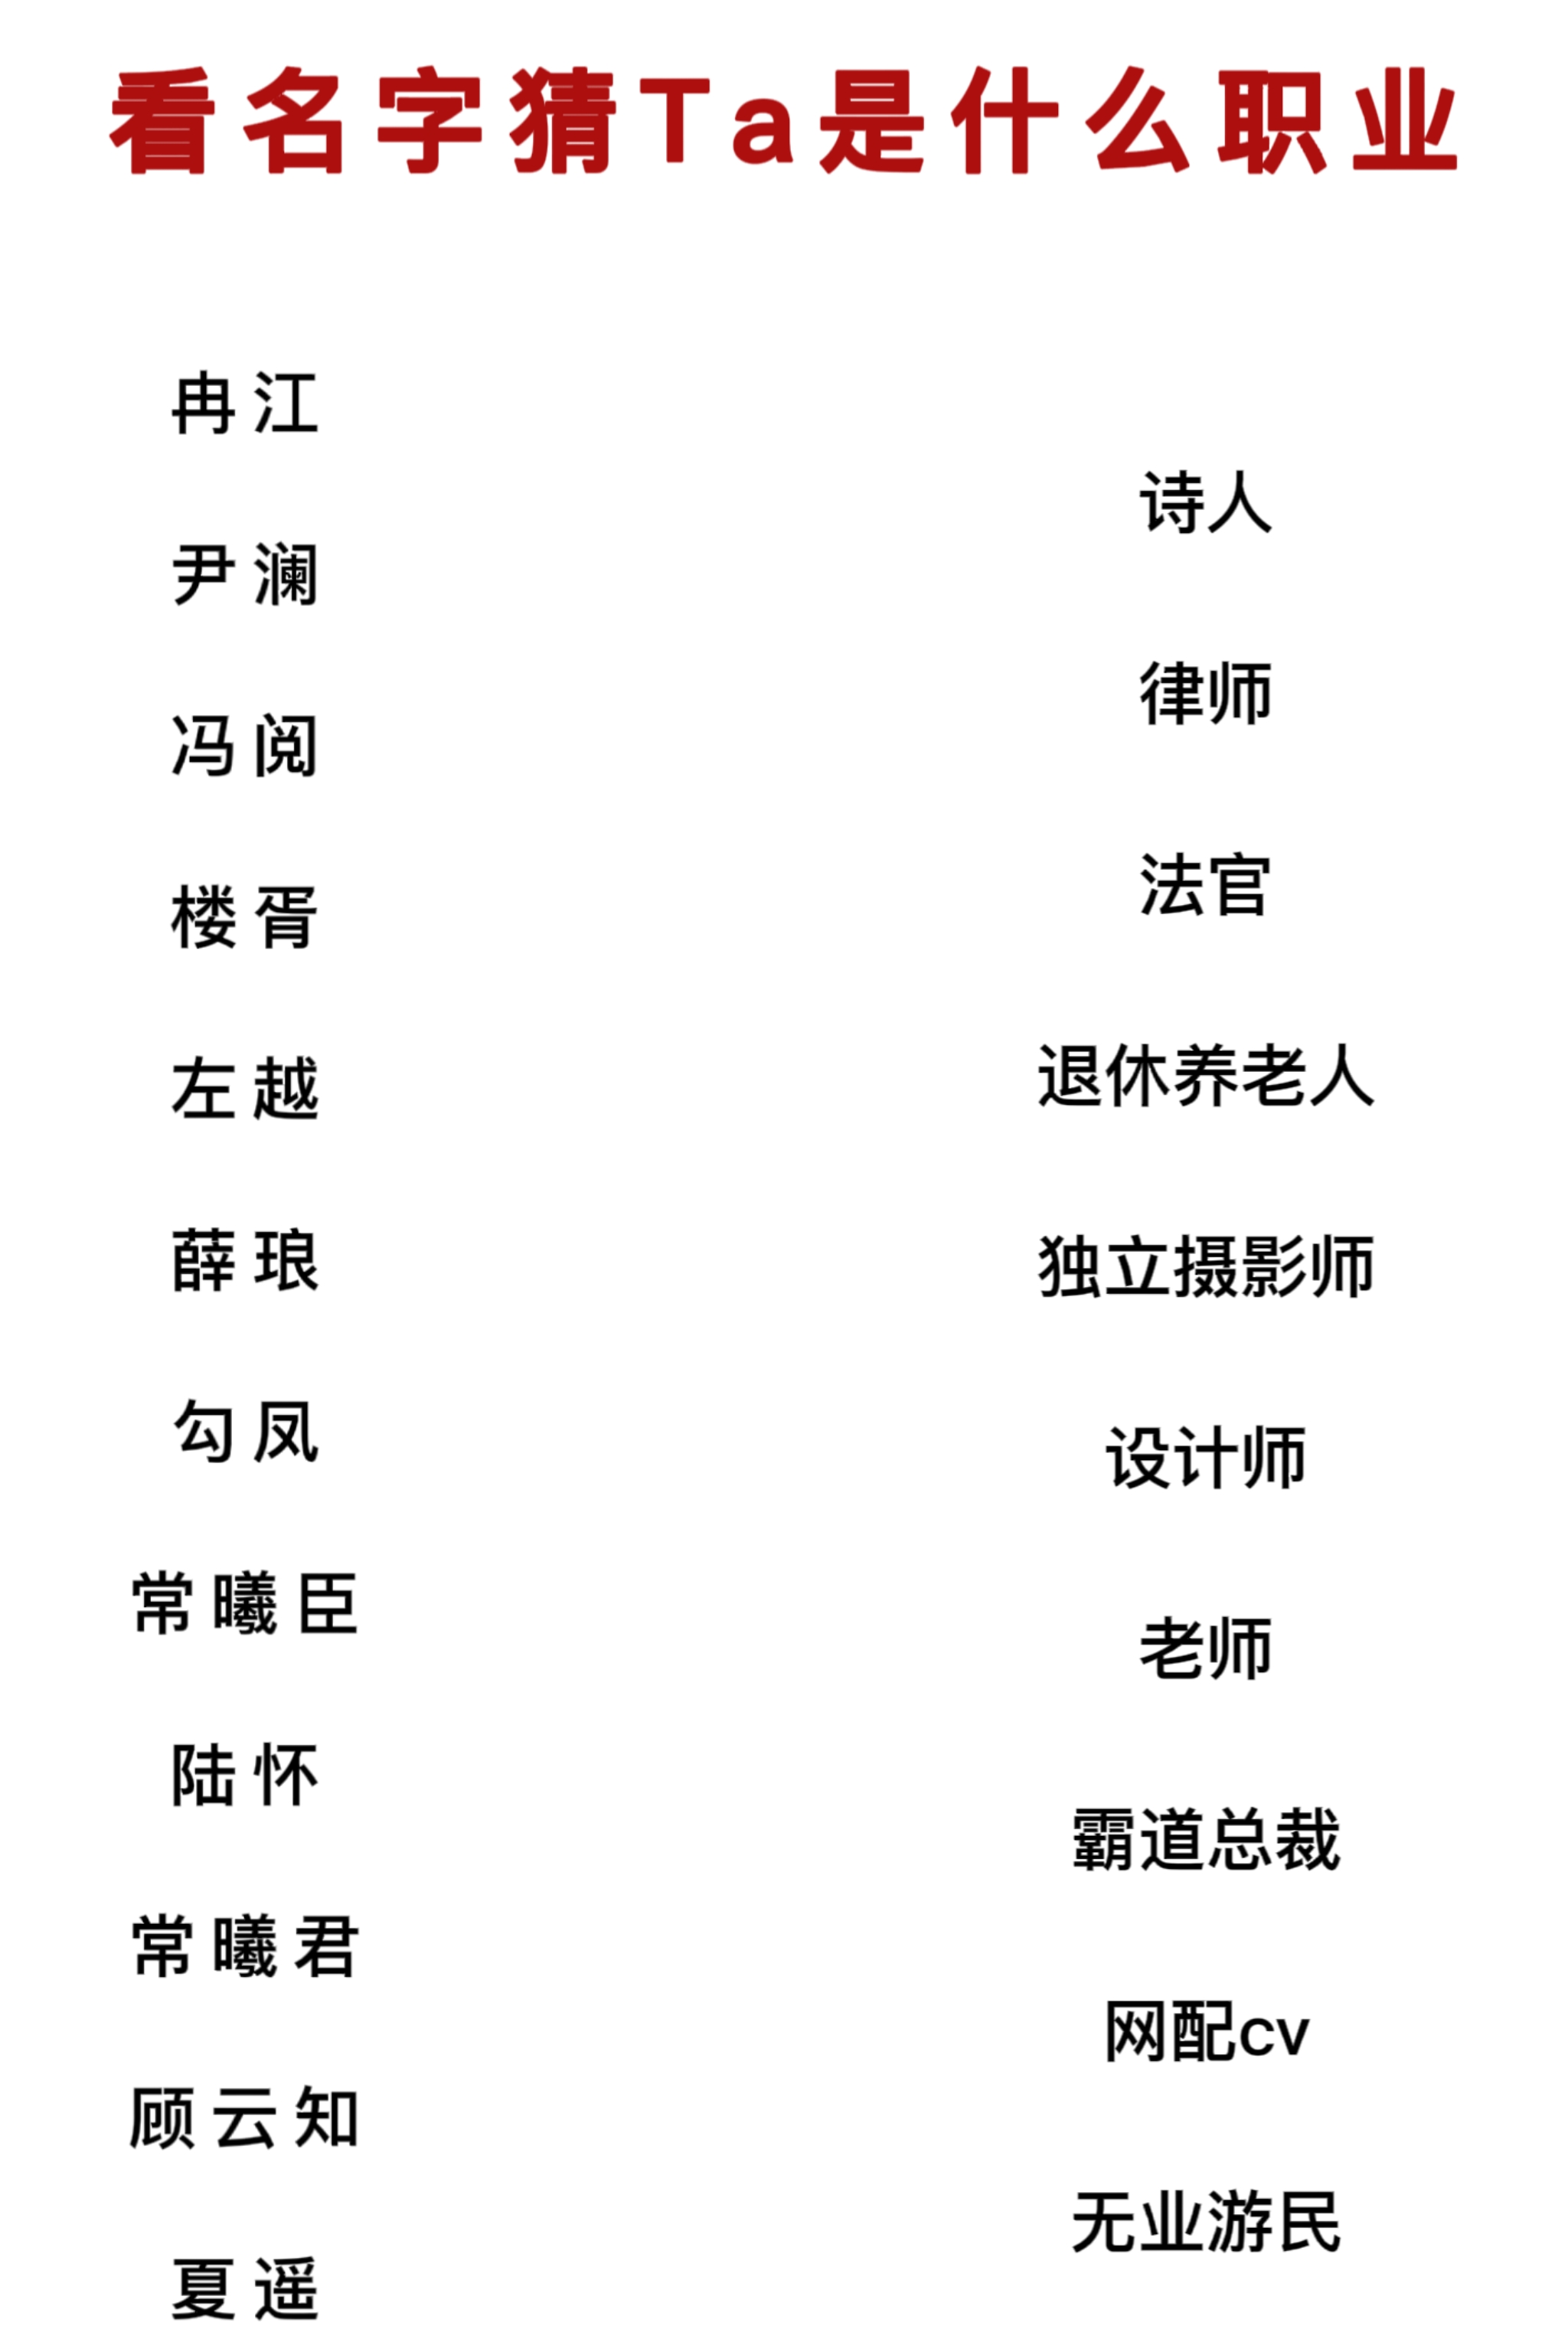 看名字猜Ta是什么职业
冉江
尹澜
冯阅
楼胥
左越
薛琅
勾凤
常曦臣
陆怀
常曦君
顾云知
夏遥
诗人
律师
法官
退休养老人
独立摄影师
设计师
老师
霸道总裁
网配CV
无业游民